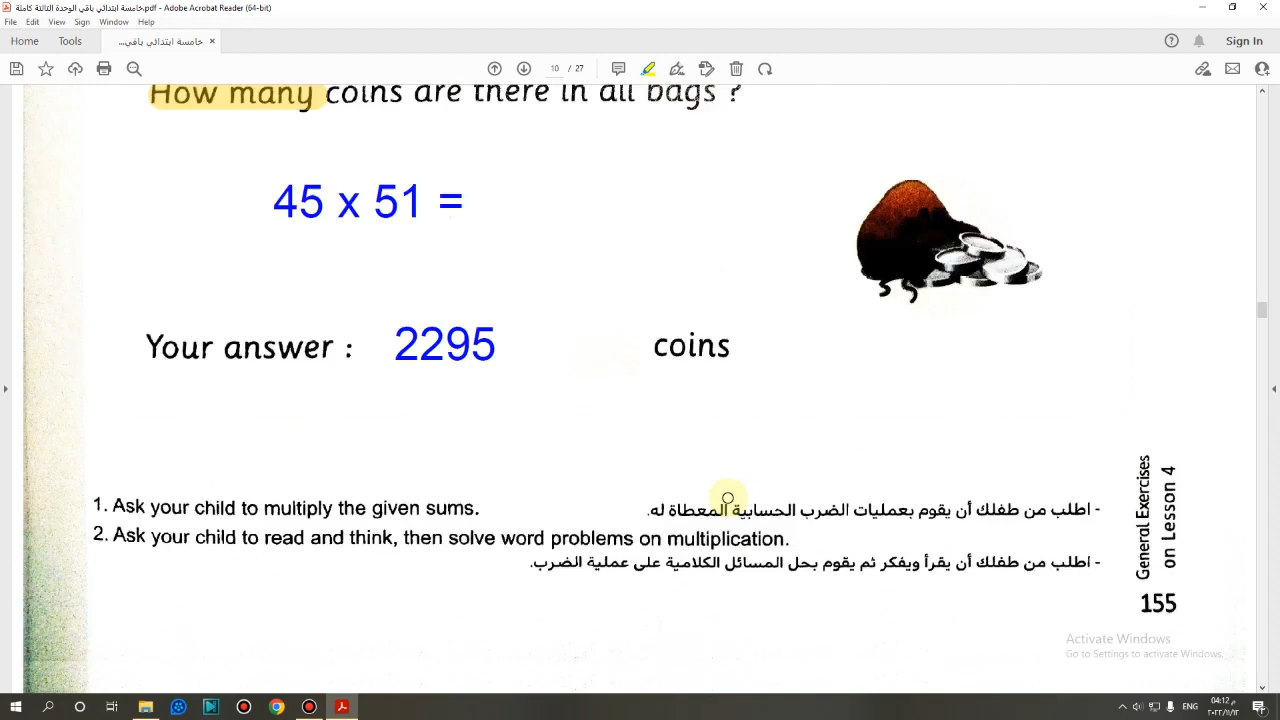 خامسة ابتدائي باقي الوحدة الثالثة كاملة.pdf - Adobe Acrobat Reader (64-bit)
File Edit View Sign Window Help
Home Tools خامسة ابتدائي باقي... × Sign In
10 / 27
How many coins are there in all bags ?
45 x 51 =
Your answer : 2295 coins
1. Ask your child to multiply the given sums.
- اطلب من طفلك أن يقوم بعمليات الضرب الحسابية المعطاة له.
2. Ask your child to read and think, then solve word problems on multiplication.
- اطلب من طفلك أن يقرأ ويفكر ثم يقوم بحل المسائل الكلامية على عملية الضرب.
General Exercises
on Lesson 4
155
Activate Windows
Go to Settings to activate Windows.
ENG
04:12 م